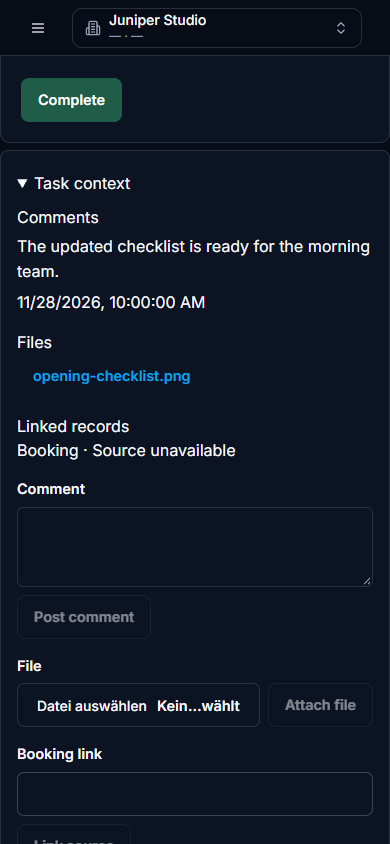 Juniper Studio
— · —
Complete
▼ Task context
Comments
The updated checklist is ready for the morning
team.
11/28/2026, 10:00:00 AM
Files
opening-checklist.png
Linked records
Booking · Source unavailable
Comment
Post comment
File
Datei auswählen Kein...wählt
Attach file
Booking link
Link source